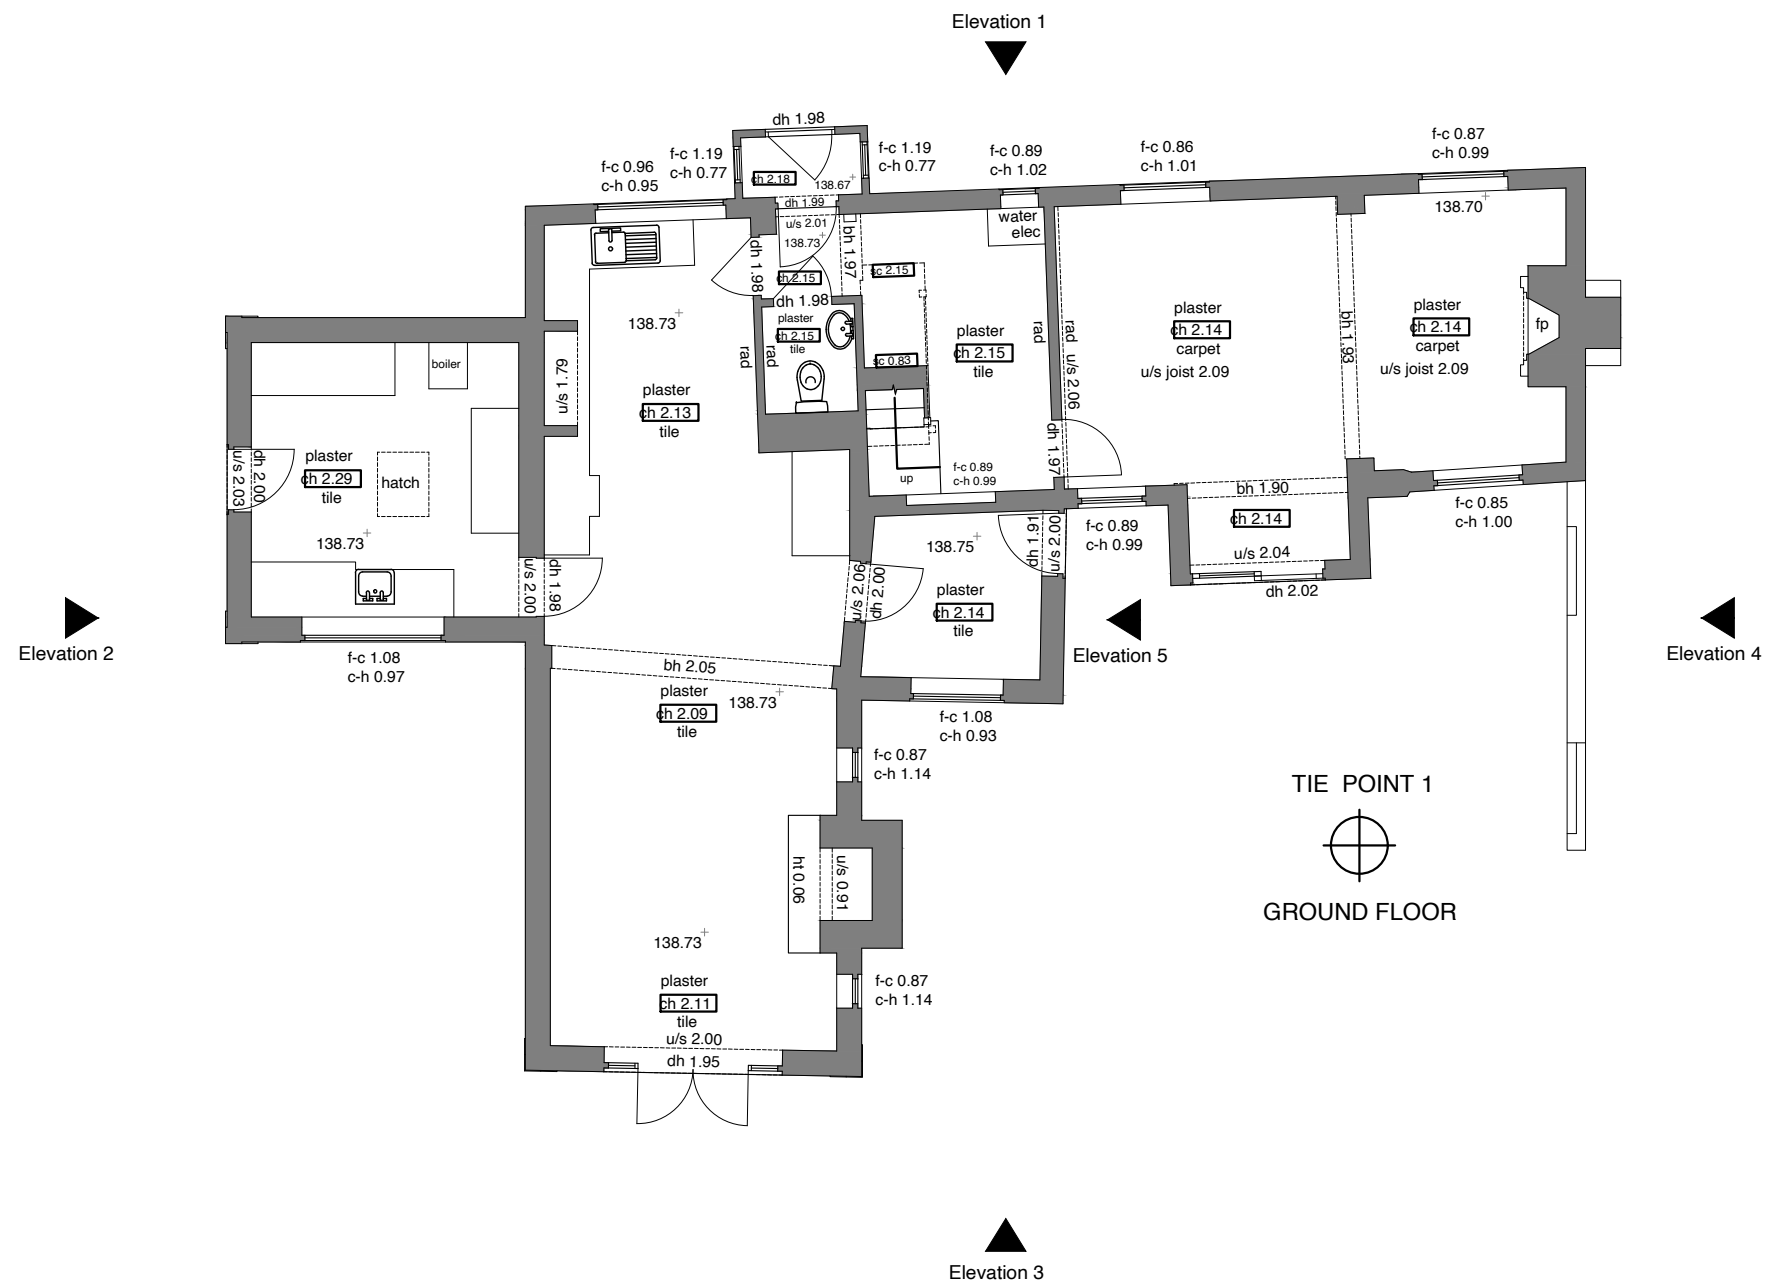 Elevation 1
dh 1.98
f-c 0.96
c-h 0.95
f-c 1.19
c-h 0.77
f-c 1.19
c-h 0.77
f-c 0.89
c-h 1.02
f-c 0.86
c-h 1.01
f-c 0.87
c-h 0.99
ch 2.18
138.67
dh 1.99
u/s 2.01
138.73
bh 1.97
dh 1.98
ch 2.15
dh 1.98
plaster
ch 2.15
tile
rad
rad
sc 2.15
sc 0.83
water
elec
plaster
ch 2.15
tile
rad
rad
u/s 2.06
plaster
ch 2.14
carpet
u/s joist 2.09
bh 1.93
138.70
plaster
ch 2.14
carpet
u/s joist 2.09
fp
138.73
u/s 1.79
plaster
ch 2.13
tile
boiler
plaster
ch 2.29
tile
hatch
u/s 2.03
dh 2.00
138.73
u/s 2.00
dh 1.98
up
f-c 0.89
c-h 0.99
dh 1.97
bh 1.90
ch 2.14
u/s 2.04
dh 2.02
f-c 0.89
c-h 0.99
f-c 0.85
c-h 1.00
138.75
dh 1.91
u/s 2.00
u/s 2.06
dh 2.00
plaster
ch 2.14
tile
Elevation 2
Elevation 5
Elevation 4
f-c 1.08
c-h 0.97
bh 2.05
plaster
ch 2.09
tile
138.73
f-c 1.08
c-h 0.93
f-c 0.87
c-h 1.14
TIE POINT 1
ht 0.06
u/s 0.91
GROUND FLOOR
138.73
plaster
ch 2.11
tile
f-c 0.87
c-h 1.14
u/s 2.00
dh 1.95
Elevation 3